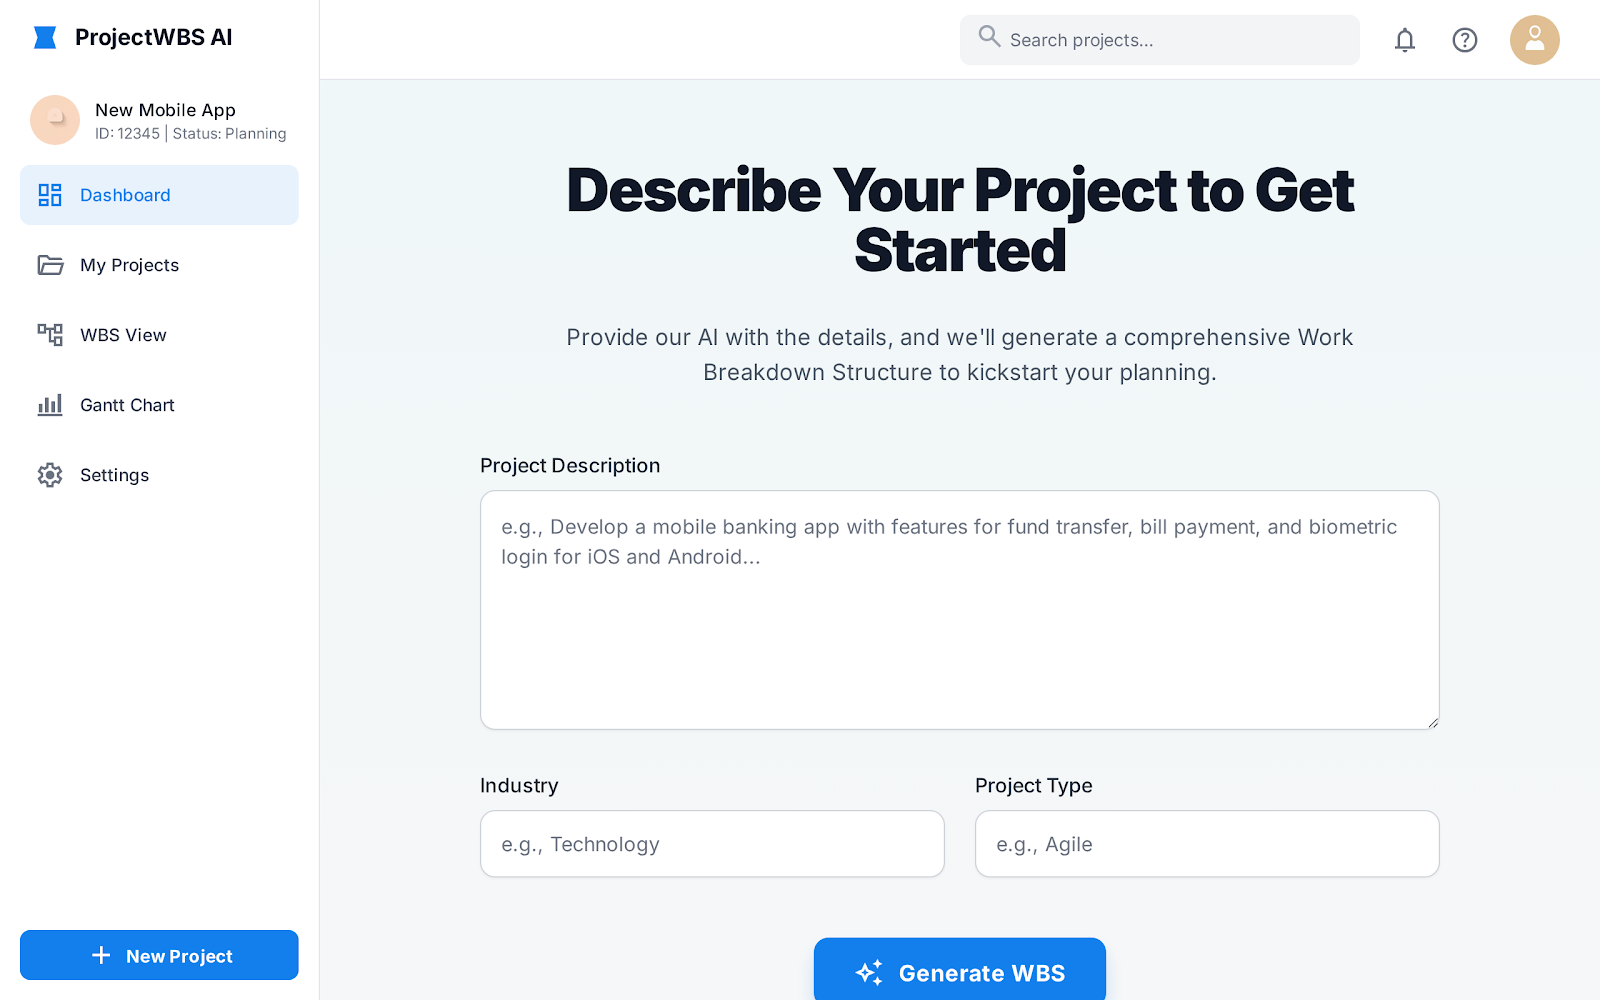 ProjectWBS AI
New Mobile App
ID: 12345 | Status: Planning
Dashboard
My Projects
WBS View
Gantt Chart
Settings
New Project
Search projects...
Describe Your Project to Get
Started
Provide our AI with the details, and we'll generate a comprehensive Work
Breakdown Structure to kickstart your planning.
Project Description
e.g., Develop a mobile banking app with features for fund transfer, bill payment, and biometric
login for iOS and Android...
Industry
Project Type
e.g., Technology
e.g., Agile
Generate WBS